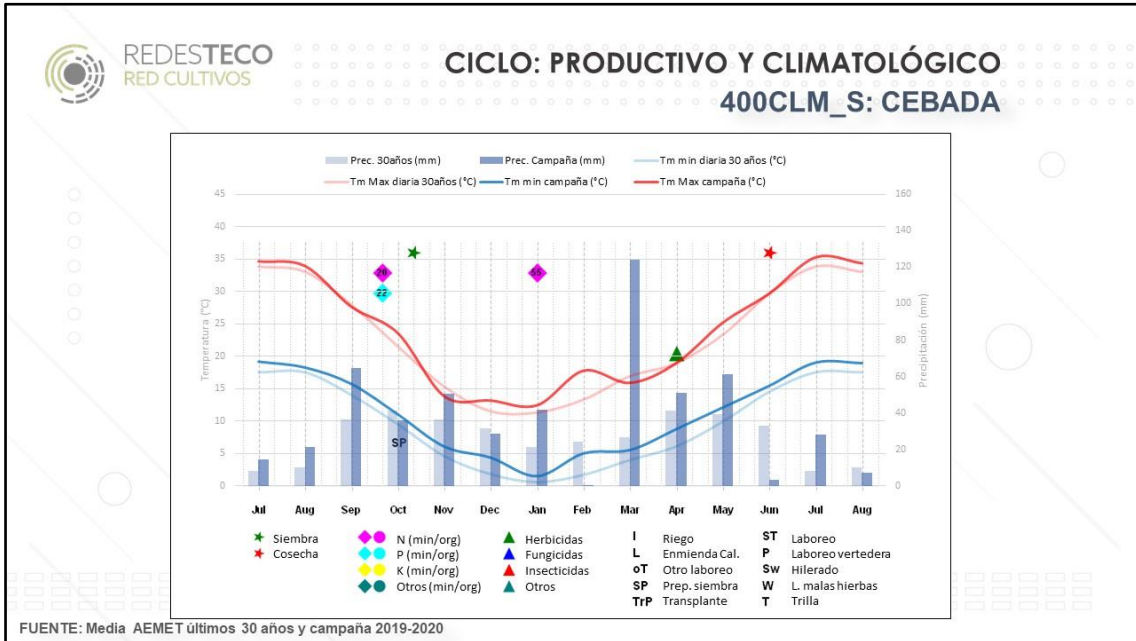 REDESTECO
RED CULTIVOS
CICLO: PRODUCTIVO Y CLIMATOLÓGICO
400CLM_S: CEBADA
Prec. 30años (mm) Prec. Campaña (mm) Tm min diaria 30 años (°C)
Tm Max diaria 30años (°C) Tm min campaña (°C) Tm Max campaña (°C)
45 160
40 140
35 120
30 100
25 80
20 60
15 40
10 20
5 0
0
Temperatura (°C)
Precipitación (mm)
20 55
22
SP
Jul Aug Sep Oct Nov Dec Jan Feb Mar Apr May Jun Jul Aug
Siembra N (min/org) Herbicidas I Riego ST Laboreo
Cosecha P (min/org) Fungicidas L Enmienda Cal. P Laboreo vertedera
K (min/org) Insecticidas oT Otro laboreo Sw Hilerado
Otros (min/org) Otros SP Prep. siembra W L. malas hierbas
TrP Transplante T Trilla
FUENTE: Media AEMET últimos 30 años y campaña 2019-2020